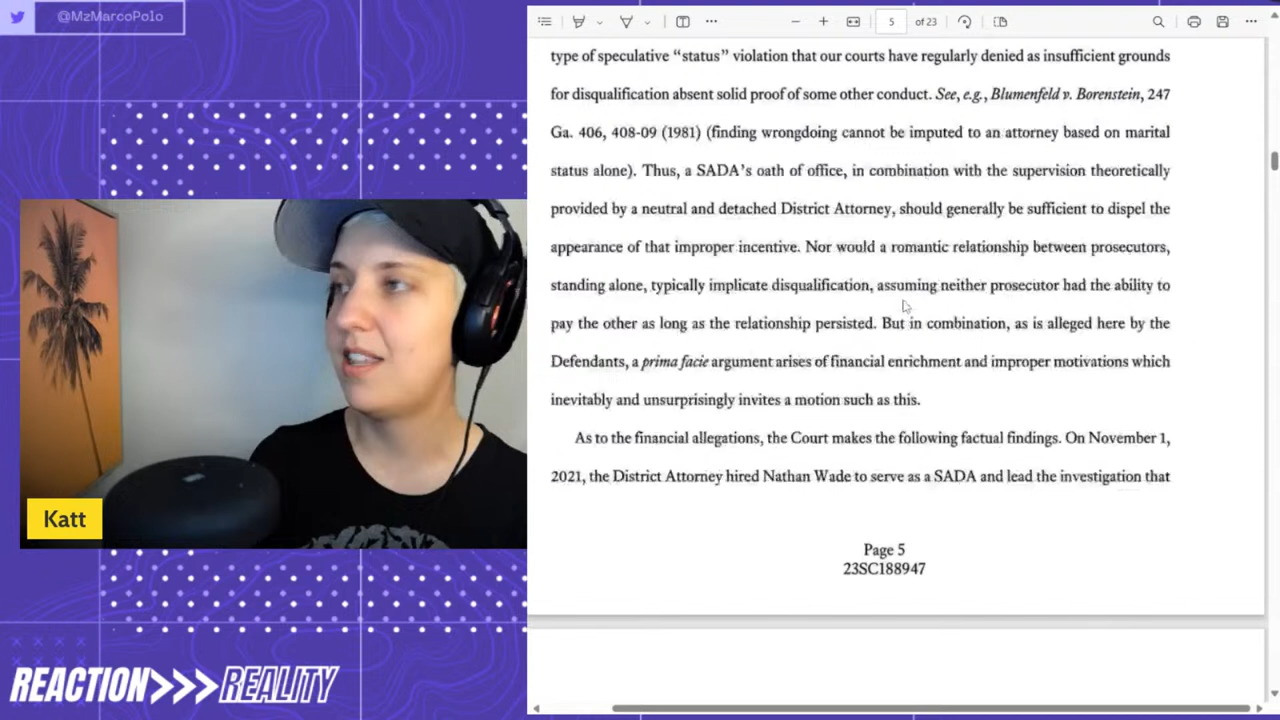 @MzMarcoPolo
5
of 23
type of speculative “status” violation that our courts have regularly denied as insufficient grounds
for disqualification absent solid proof of some other conduct. See, e.g., Blumenfeld v. Borenstein, 247
Ga. 406, 408-09 (1981) (finding wrongdoing cannot be imputed to an attorney based on marital
status alone). Thus, a SADA’s oath of office, in combination with the supervision theoretically
provided by a neutral and detached District Attorney, should generally be sufficient to dispel the
appearance of that improper incentive. Nor would a romantic relationship between prosecutors,
standing alone, typically implicate disqualification, assuming neither prosecutor had the ability to
pay the other as long as the relationship persisted. But in combination, as is alleged here by the
Defendants, a prima facie argument arises of financial enrichment and improper motivations which
inevitably and unsurprisingly invites a motion such as this.
As to the financial allegations, the Court makes the following factual findings. On November 1,
2021, the District Attorney hired Nathan Wade to serve as a SADA and lead the investigation that
Page 5
23SC188947
Katt
REACTION>>>REALITY